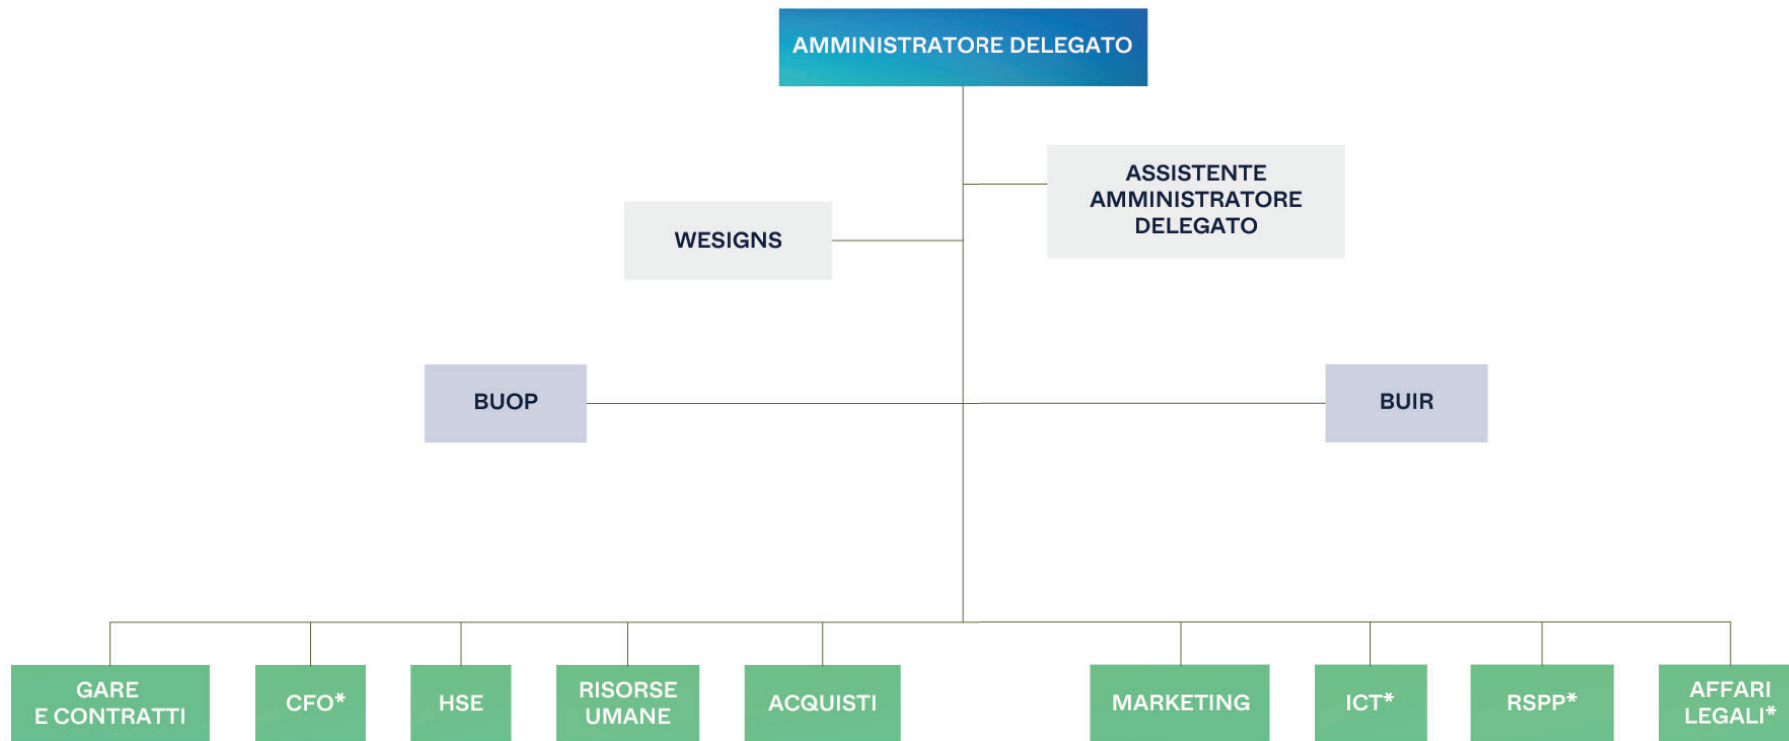 AMMINISTRATORE DELEGATO
ASSISTENTE
AMMINISTRATORE
DELEGATO
WESIGNS
BUOP
BUIR
GARE
E CONTRATTI
CFO*
HSE
RISORSE
UMANE
ACQUISTI
MARKETING
ICT*
RSPP*
AFFARI
LEGALI*